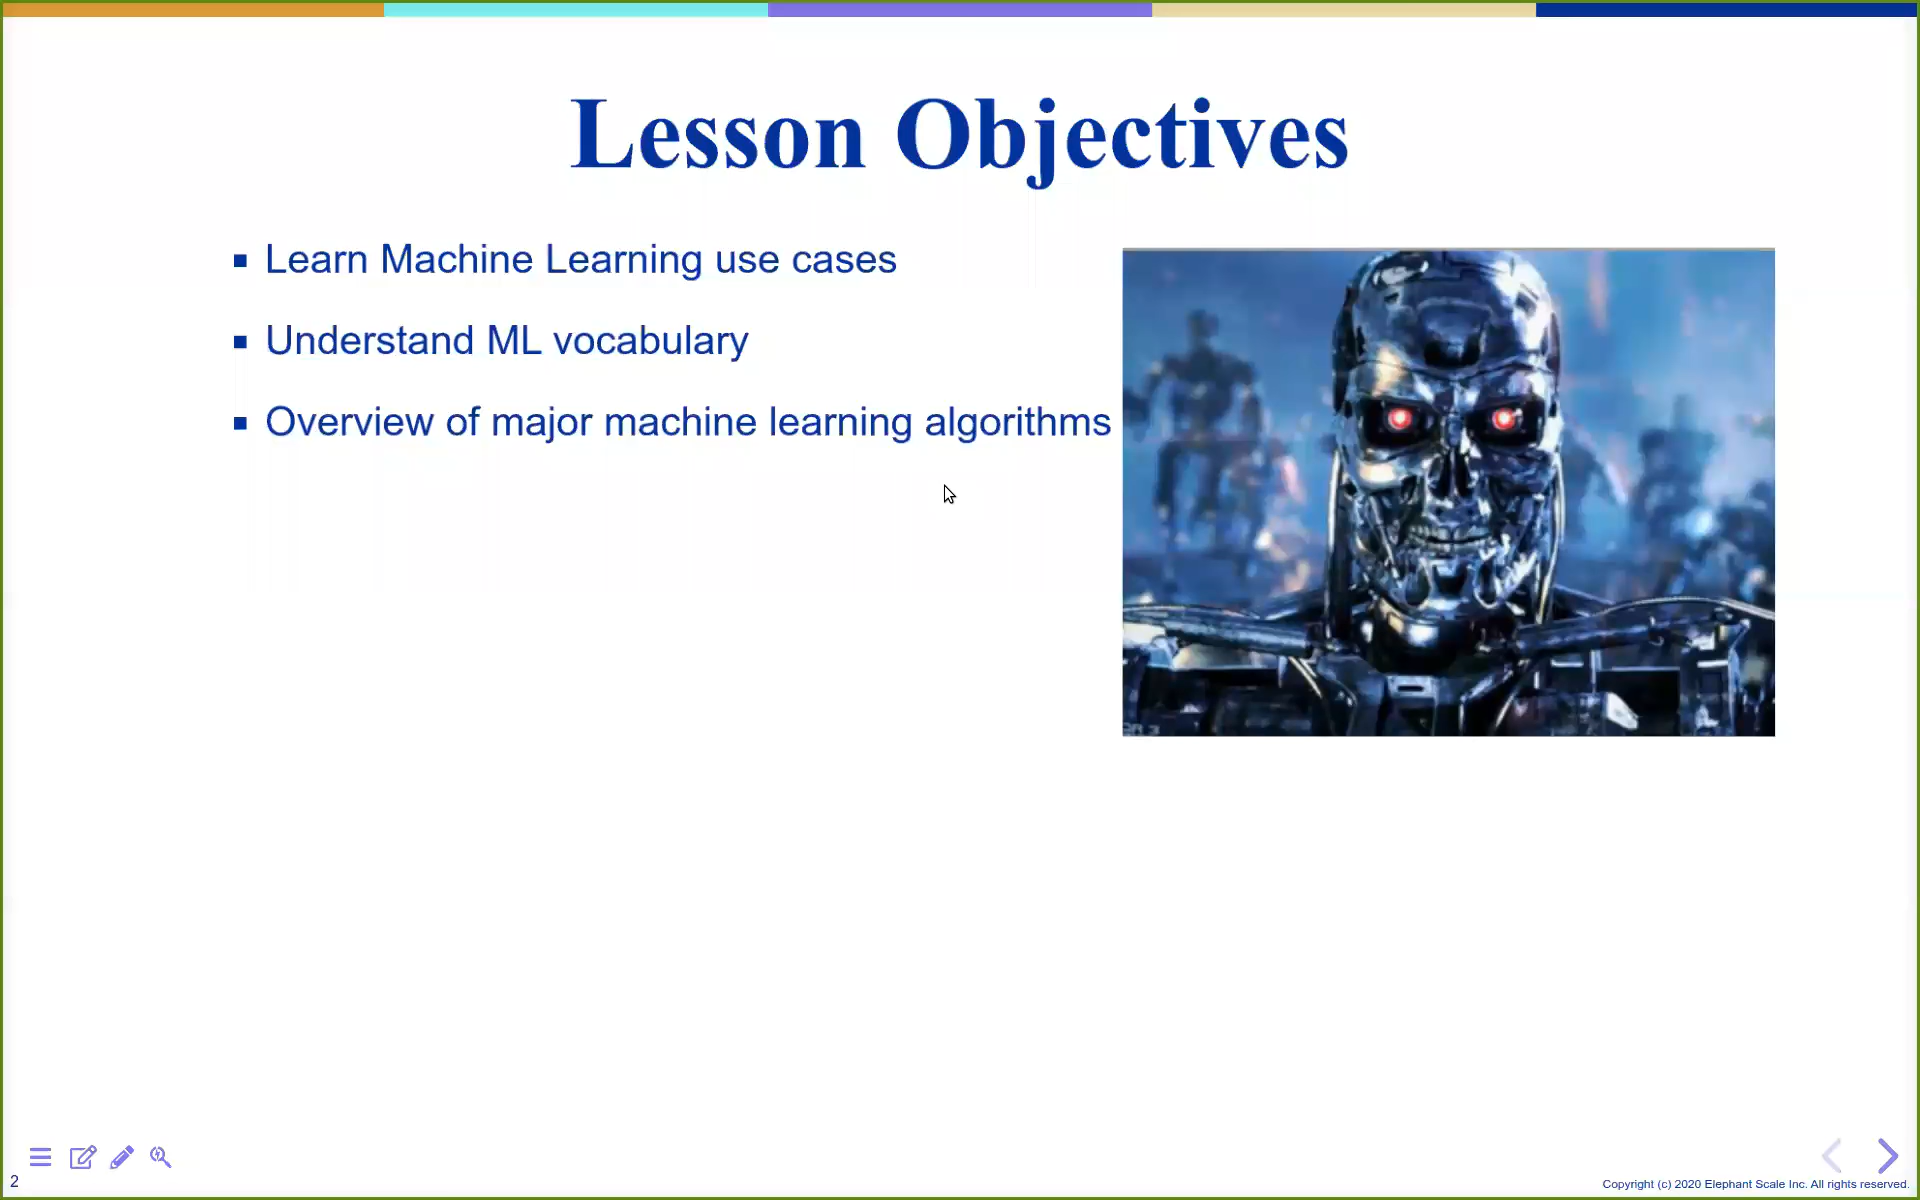 Lesson Objectives
Learn Machine Learning use cases
Understand ML vocabulary
Overview of major machine learning algorithms
2
Copyright (c) 2020 Elephant Scale Inc. All rights reserved.